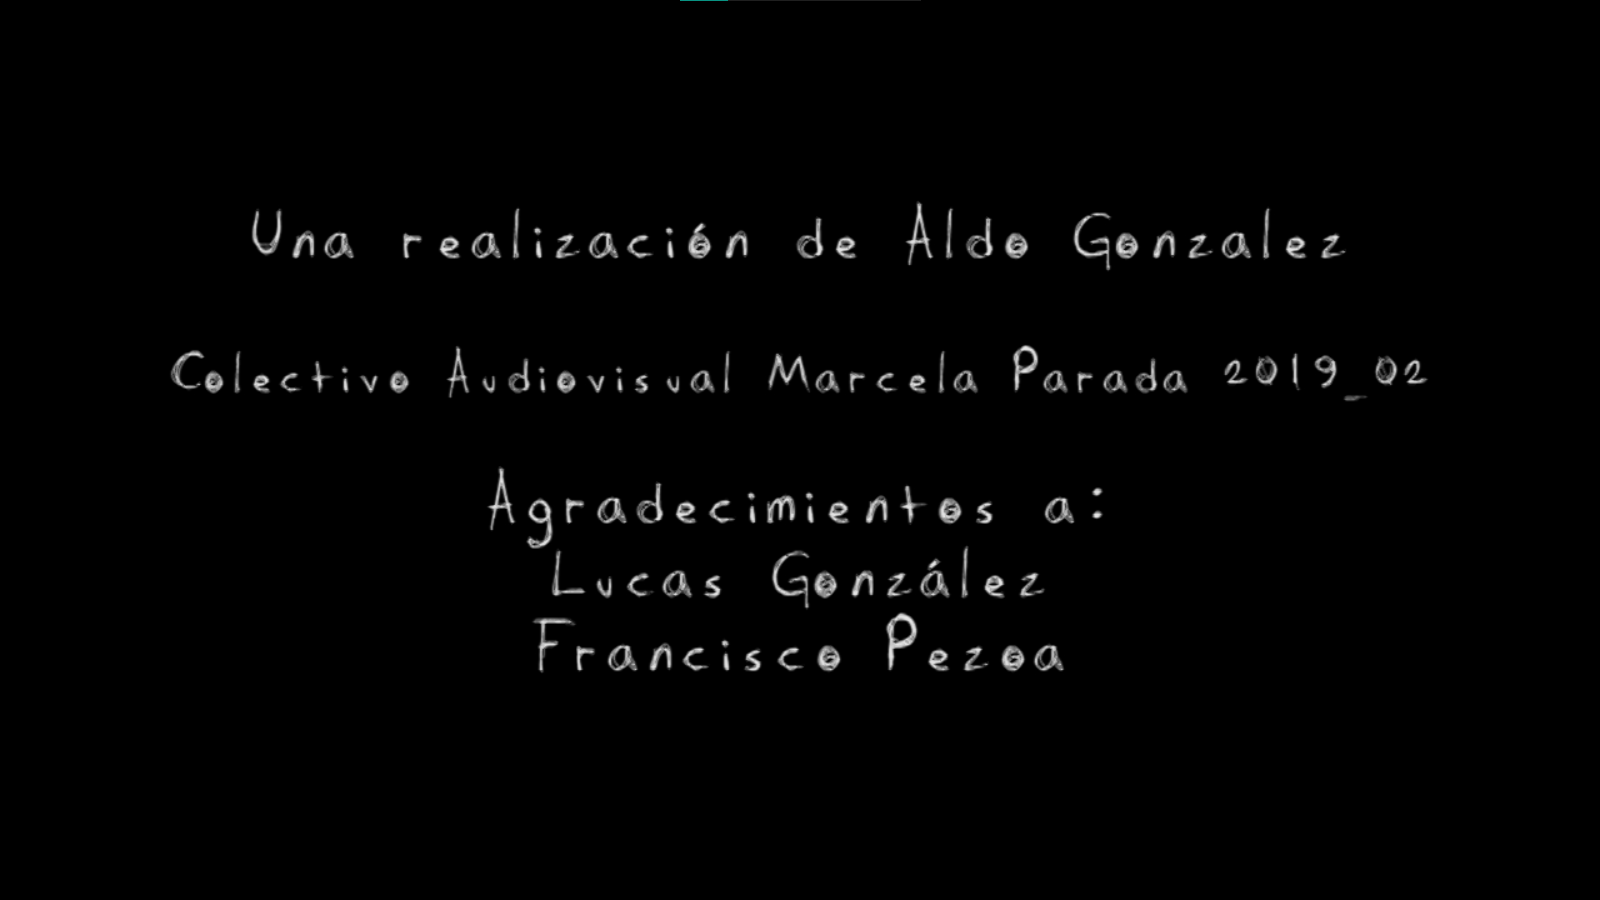 Una realización de Aldo Gonzalez
Colectivo Audiovisual Marcela Parada 2019_02
Agradecimientos a:
Lucas González
Francisco Pezoa